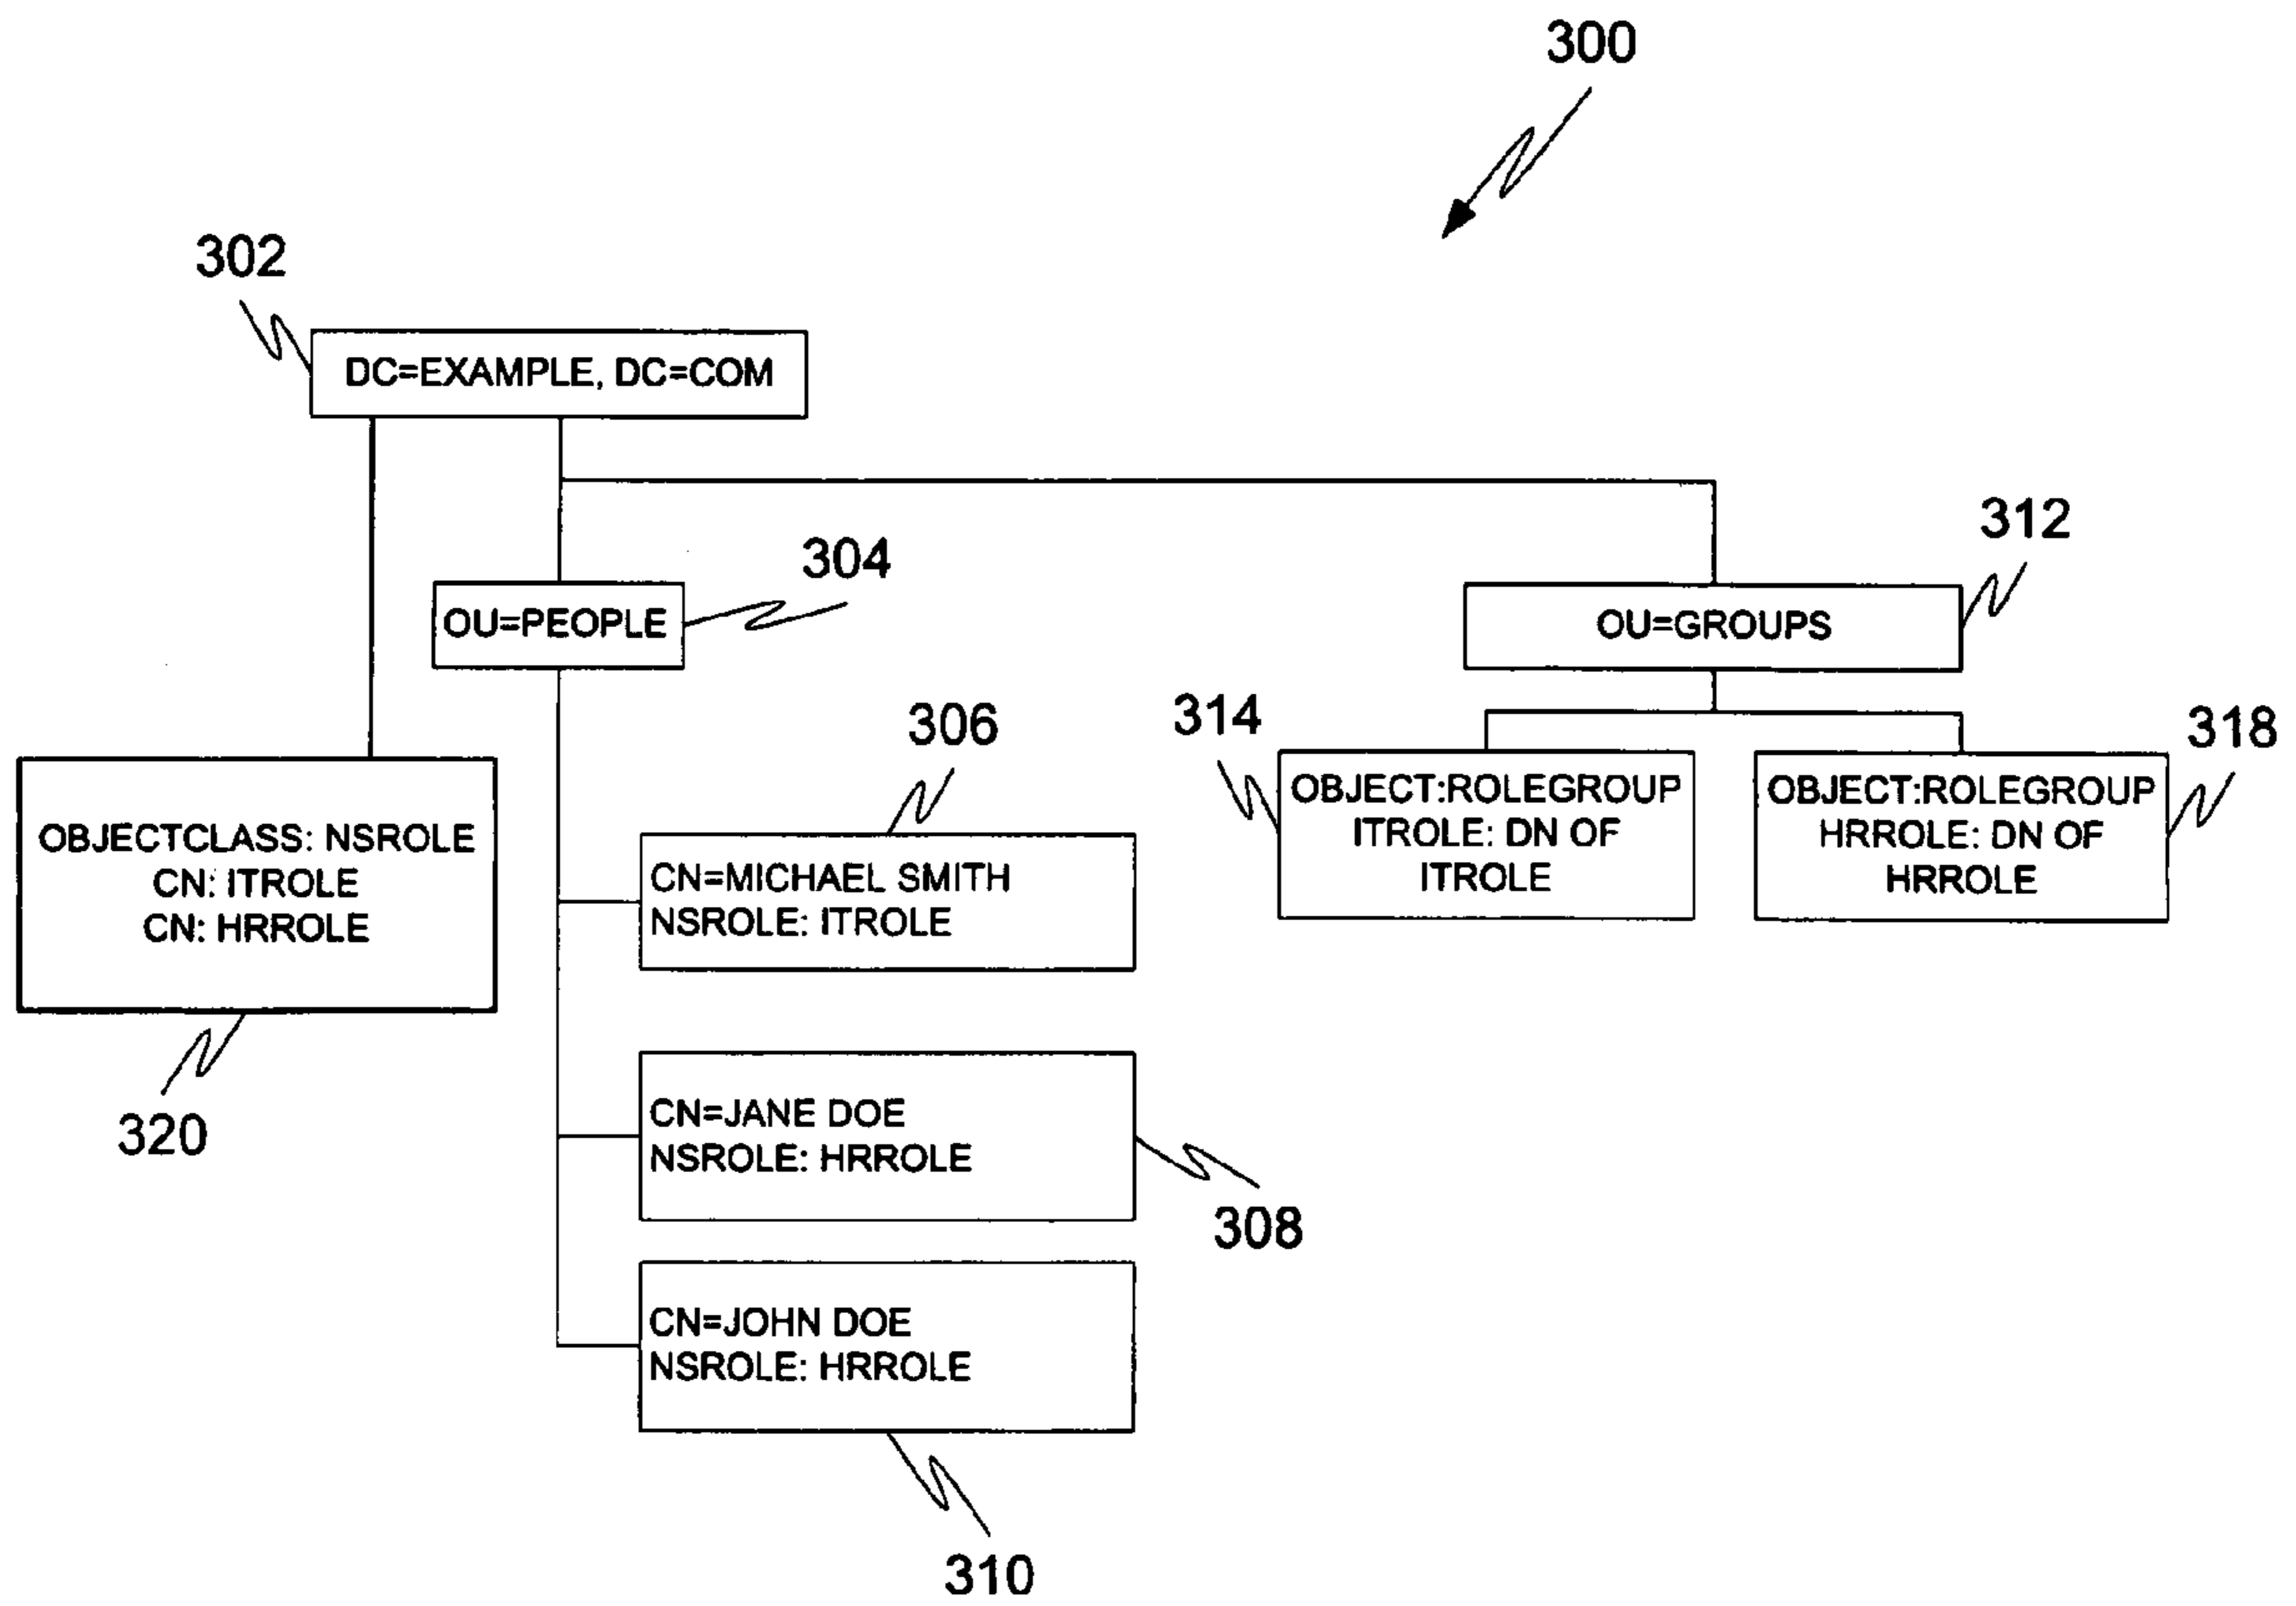 300
302
DC=EXAMPLE, DC=COM
304
OU=PEOPLE
312
OU=GROUPS
306
314
318
OBJECTCLASS: NSROLE
CN: ITROLE
CN: HRROLE
320
CN=MICHAEL SMITH
NSROLE: ITROLE
OBJECT:ROLEGROUP
ITROLE: DN OF
ITROLE
OBJECT:ROLEGROUP
HRROLE: DN OF
HRROLE
CN=JANE DOE
NSROLE: HRROLE
308
CN=JOHN DOE
NSROLE: HRROLE
310